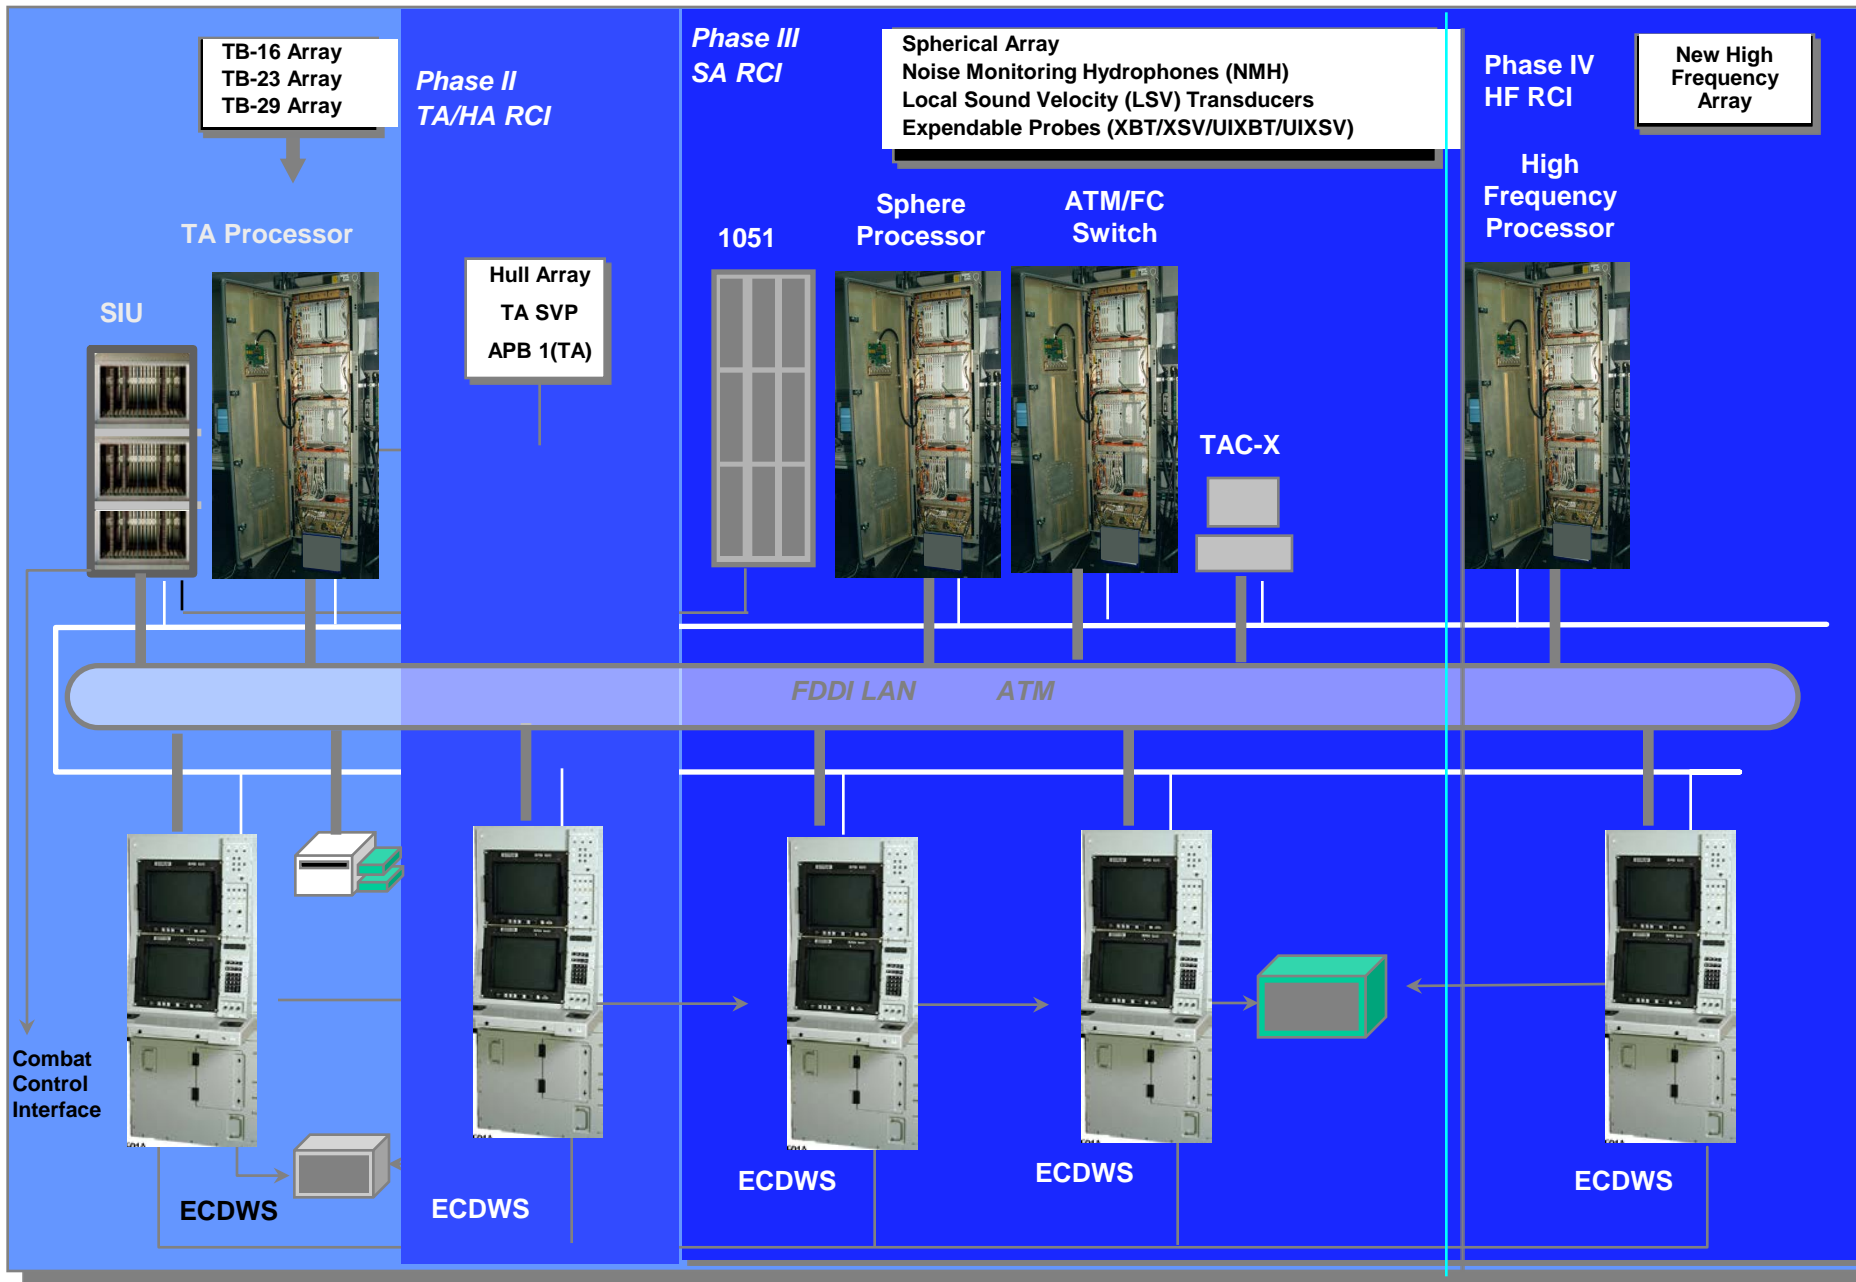 TB-16 Array
TB-23 Array
TB-29 Array
Phase II
TA/HA RCI
Phase III
SA RCI
Spherical Array
Noise Monitoring Hydrophones (NMH)
Local Sound Velocity (LSV) Transducers
Expendable Probes (XBT/XSV/UIXBT/UIXSV)
Phase IV
HF RCI
New High
Frequency
Array
TA Processor
SIU
Hull Array
TA SVP
APB 1(TA)
1051
Sphere
Processor
ATM/FC
Switch
TAC-X
High
Frequency
Processor
FDDI LAN ATM
Combat
Control
Interface
ECDWS
ECDWS
ECDWS
ECDWS
ECDWS